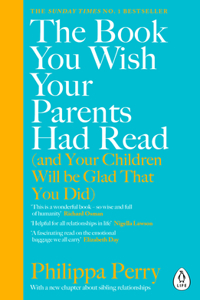 THE SUNDAY TIMES NO. 1 BESTSELLER
The Book
You Wish
Your
Parents
Had Read
(and Your Children
Will be Glad That
You Did)
'This is a wonderful book – so wise and full
of humanity' Richard Osman
'Helpful for all relationships in life' Nigella Lawson
'A fascinating read on the emotional
baggage we all carry' Elizabeth Day
Philippa Perry
With a new chapter about sibling relationships
LIFE